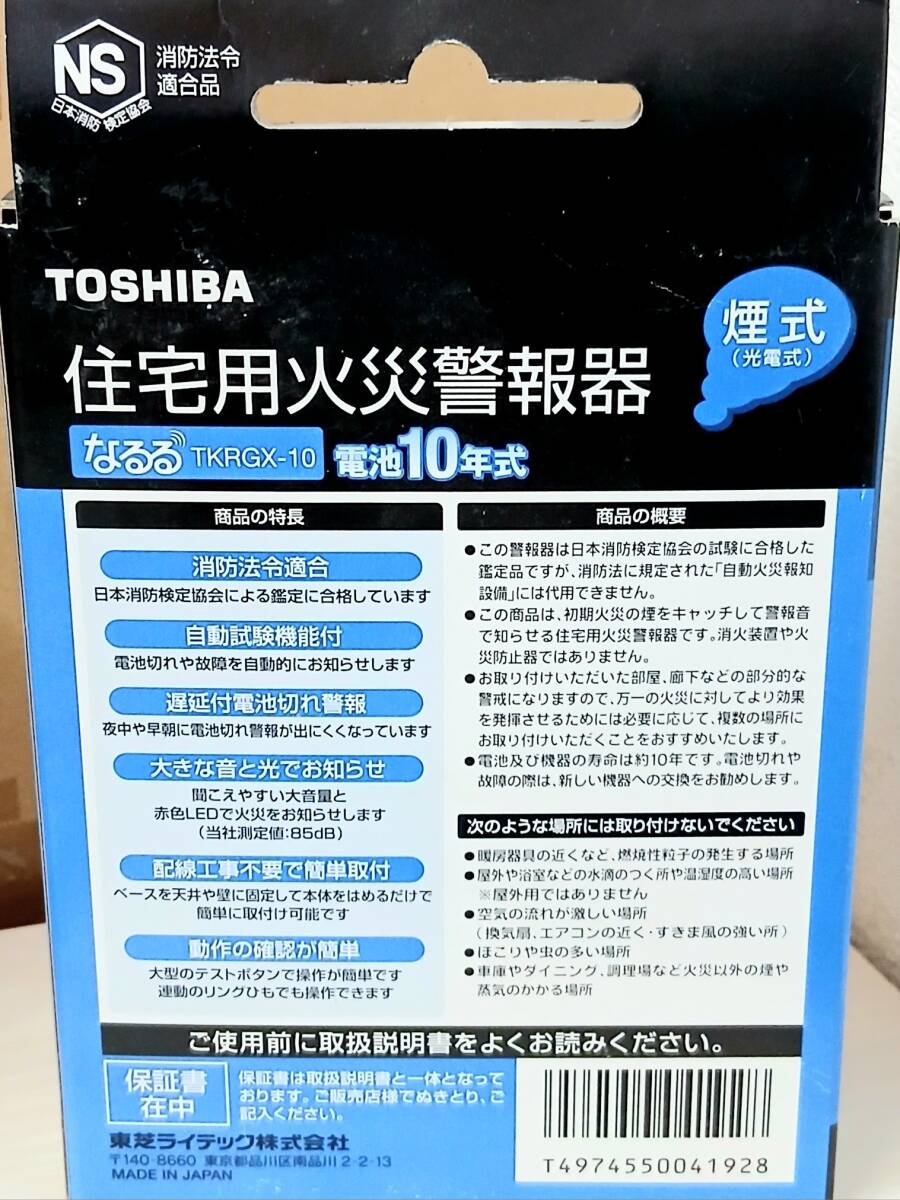 NS
消防法令
適合品
日本消防検定協会
TOSHIBA
煙式
(光電式)
住宅用火災警報器
なるる TKRGX-10 電池10年式
商品の特長
消防法令適合
日本消防検定協会による鑑定に合格しています
自動試験機能付
電池切れや故障を自動的にお知らせします
遅延付電池切れ警報
夜中や早朝に電池切れ警報が出にくくなっています
大きな音と光でお知らせ
聞こえやすい大音量と
赤色LEDで火災をお知らせします
(当社測定値:85dB)
配線工事不要で簡単取付
ベースを天井や壁に固定して本体をはめるだけで
簡単に取付け可能です
動作の確認が簡単
大型のテストボタンで操作が簡単です
連動のリングひもでも操作できます
商品の概要
●この警報器は日本消防検定協会の試験に合格した
鑑定品ですが、消防法に規定された「自動火災報知
設備」には代用できません。
●この商品は、初期火災の煙をキャッチして警報音
で知らせる住宅用火災警報器です。消火装置や火
災防止器ではありません。
●お取り付けいただいた部屋、廊下などの部分的な
警戒になりますので、万一の火災に対してより効果
を発揮させるためには必要に応じて、複数の場所に
お取り付けいただくことをおすすめいたします。
●電池及び機器の寿命は約10年です。電池切れや
故障の際は、新しい機器への交換をお勧めします。
次のような場所には取り付けないでください
●暖房器具の近くなど、燃焼性粒子の発生する場所
●屋外や浴室などの水滴のつく所や温湿度の高い場所
※屋外用ではありません
●空気の流れが激しい場所
(換気扇、エアコンの近く・すきま風の強い所)
●ほこりや虫の多い場所
●車庫やダイニング、調理場など火災以外の煙や
蒸気のかかる場所
ご使用前に取扱説明書をよくお読みください。
保証書
在中
保証書は取扱説明書と一体となって
おります。ご販売店様でぬきとり、ご
記入ください。
東芝ライテック株式会社
〒140-8660 東京都品川区南品川2-2-13
MADE IN JAPAN
T4974550041928